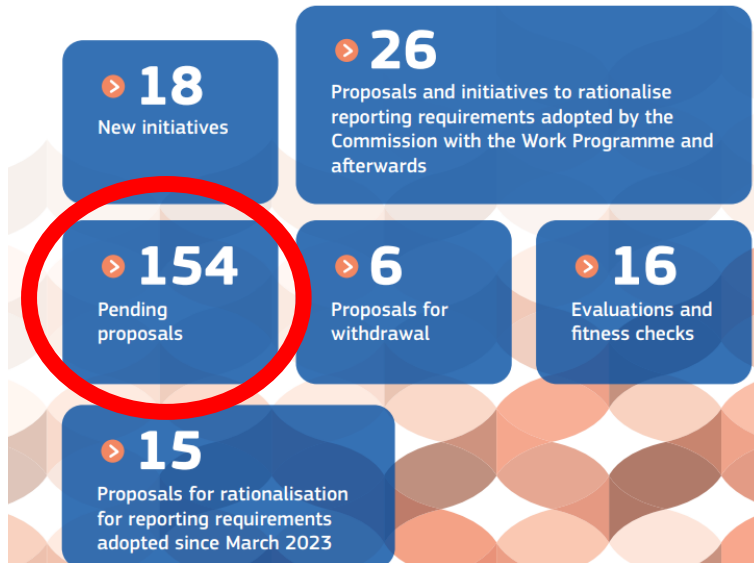 18
New initiatives
26
Proposals and initiatives to rationalise
reporting requirements adopted by the
Commission with the Work Programme and
afterwards
154
Pending
proposals
6
Proposals for
withdrawal
16
Evaluations and
fitness checks
15
Proposals for rationalisation
for reporting requirements
adopted since March 2023